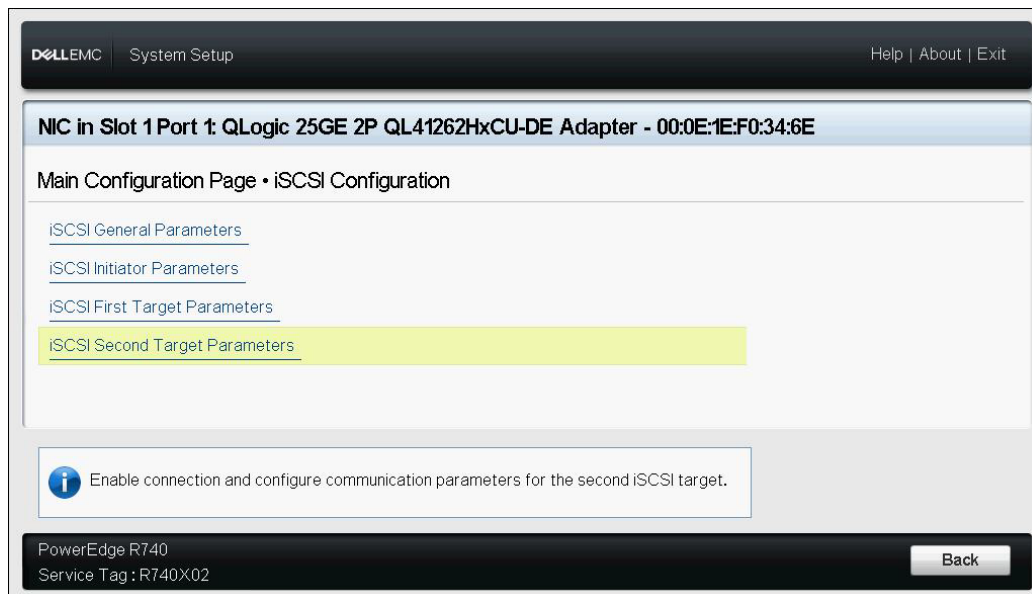 DELLEMC System Setup Help | About | Exit
NIC in Slot 1 Port 1: QLogic 25GE 2P QL41262HxCU-DE Adapter - 00:0E:1E:F0:34:6E
Main Configuration Page • iSCSI Configuration
iSCSI General Parameters
iSCSI Initiator Parameters
iSCSI First Target Parameters
iSCSI Second Target Parameters
Enable connection and configure communication parameters for the second iSCSI target.
PowerEdge R740
Service Tag : R740X02
Back